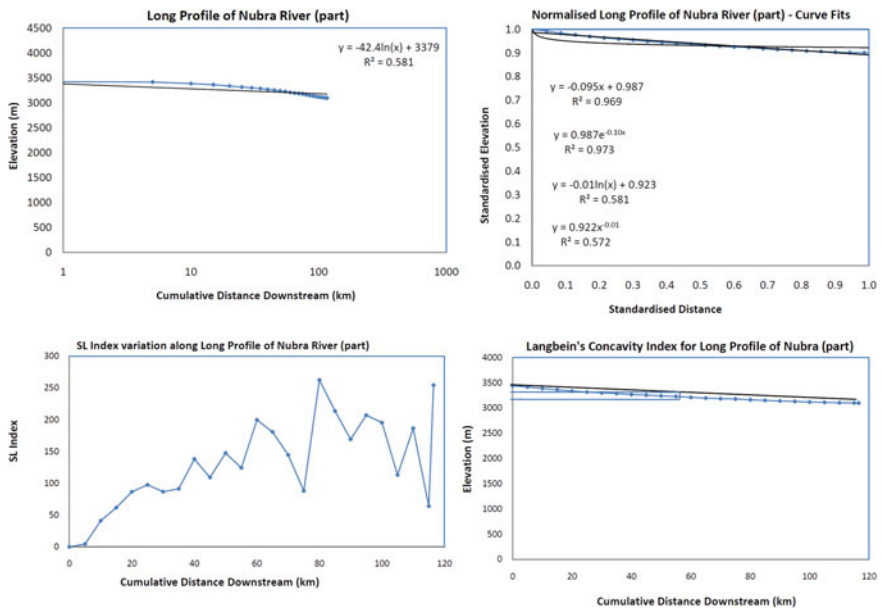 Long Profile of Nubra River (part)
4500
4000
3500
3000
2500
2000
1500
1000
500
0
Elevation (m)
y = -42.4ln(x) + 3379
R² = 0.581
1 10 100 1000
Cumulative Distance Downstream (km)
Normalised Long Profile of Nubra River (part) - Curve Fits
1.0
0.9
0.8
0.7
0.6
0.5
0.4
0.3
0.2
0.1
0.0
Standardised Elevation
y = -0.095x + 0.987
R² = 0.969
y = 0.987e^-0.10x
R² = 0.973
y = -0.01ln(x) + 0.923
R² = 0.581
y = 0.922x^-0.01
R² = 0.572
0.0 0.1 0.2 0.3 0.4 0.5 0.6 0.7 0.8 0.9 1.0
Standardised Distance
SL Index variation along Long Profile of Nubra River (part)
300
250
200
150
100
50
0
SL Index
0 20 40 60 80 100 120
Cumulative Distance Downstream (km)
Langbein's Concavity Index for Long Profile of Nubra (part)
4000
3500
3000
2500
2000
1500
1000
500
0
Elevation (m)
0 20 40 60 80 100 120
Cumulative Distance Downstream (km)